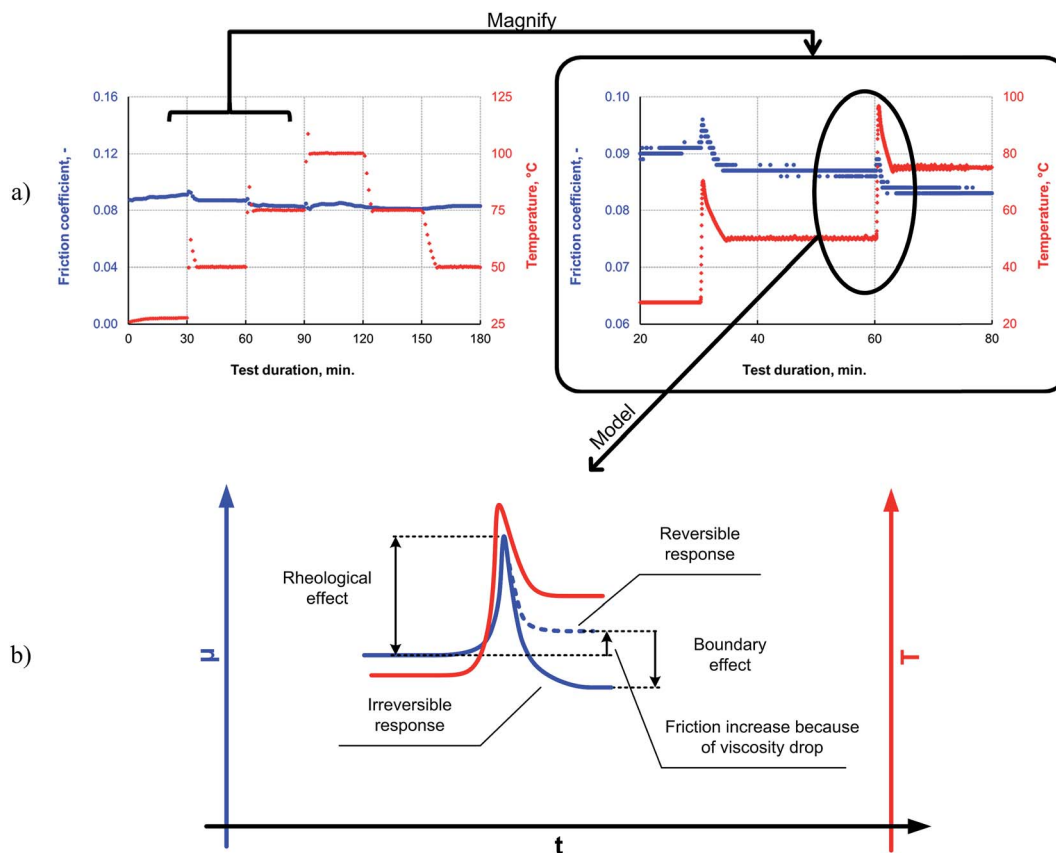 Magnify
a)
0.16
0.12
0.08
0.04
0.00
Friction coefficient, -
125
100
75
50
25
Temperature, °C
0 30 60 90 120 150 180
Test duration, min.
0.10
0.09
0.08
0.07
0.06
Friction coefficient, -
100
80
60
40
20
Temperature, °C
20 40 60 80
Test duration, min.
Model
b)
μ
T
t
Rheological
effect
Reversible
response
Boundary
effect
Irreversible
response
Friction increase because
of viscosity drop